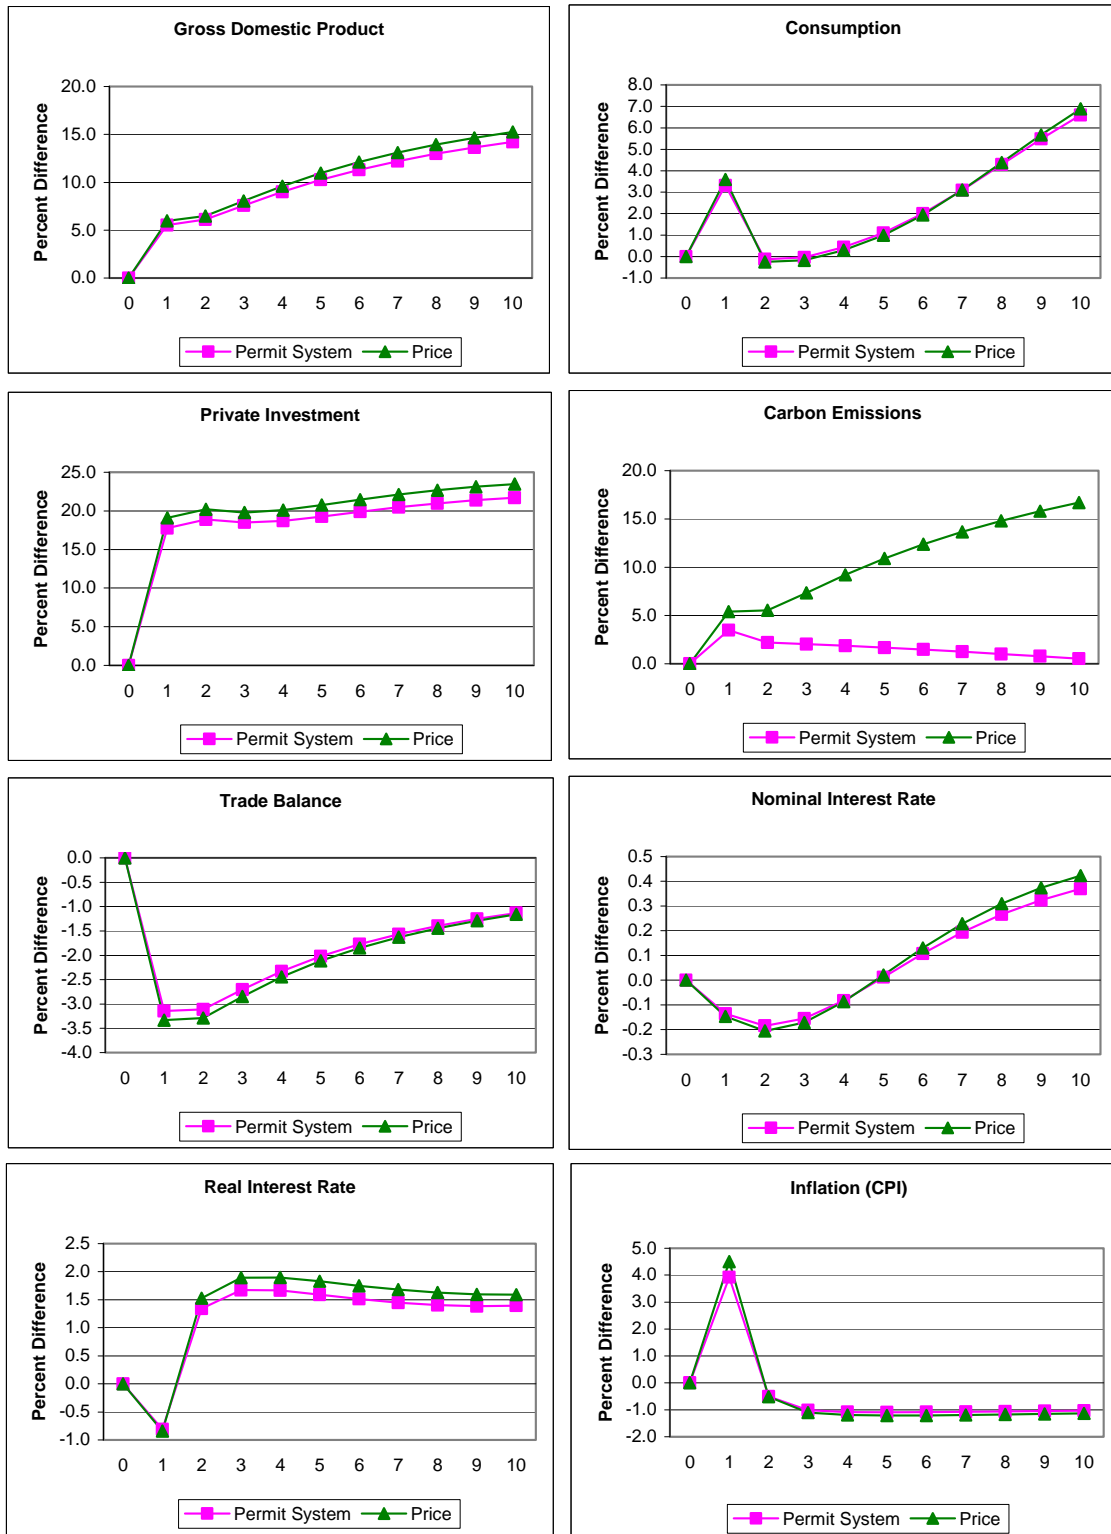 Gross Domestic Product
Percent Difference
20.0
15.0
10.0
5.0
0.0
0 1 2 3 4 5 6 7 8 9 10
Permit System Price
Consumption
Percent Difference
8.0
7.0
6.0
5.0
4.0
3.0
2.0
1.0
0.0
-1.0
0 1 2 3 4 5 6 7 8 9 10
Permit System Price
Private Investment
Percent Difference
25.0
20.0
15.0
10.0
5.0
0.0
0 1 2 3 4 5 6 7 8 9 10
Permit System Price
Carbon Emissions
Percent Difference
20.0
15.0
10.0
5.0
0.0
0 1 2 3 4 5 6 7 8 9 10
Permit System Price
Trade Balance
Percent Difference
0.0
-0.5
-1.0
-1.5
-2.0
-2.5
-3.0
-3.5
-4.0
0 1 2 3 4 5 6 7 8 9 10
Permit System Price
Nominal Interest Rate
Percent Difference
0.5
0.4
0.3
0.2
0.1
0.0
-0.1
-0.2
-0.3
0 1 2 3 4 5 6 7 8 9 10
Permit System Price
Real Interest Rate
Percent Difference
2.5
2.0
1.5
1.0
0.5
0.0
-0.5
-1.0
0 1 2 3 4 5 6 7 8 9 10
Permit System Price
Inflation (CPI)
Percent Difference
5.0
4.0
3.0
2.0
1.0
0.0
-1.0
-2.0
0 1 2 3 4 5 6 7 8 9 10
Permit System Price